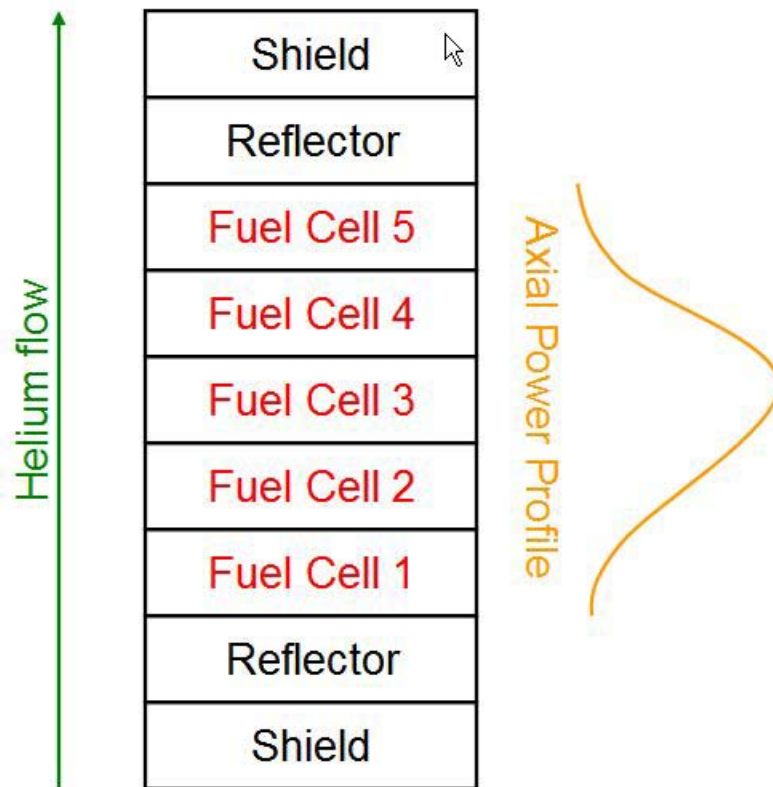 Shield
Reflector
Fuel Cell 5
Fuel Cell 4
Fuel Cell 3
Fuel Cell 2
Fuel Cell 1
Reflector
Shield
Helium flow
Axial Power Profile